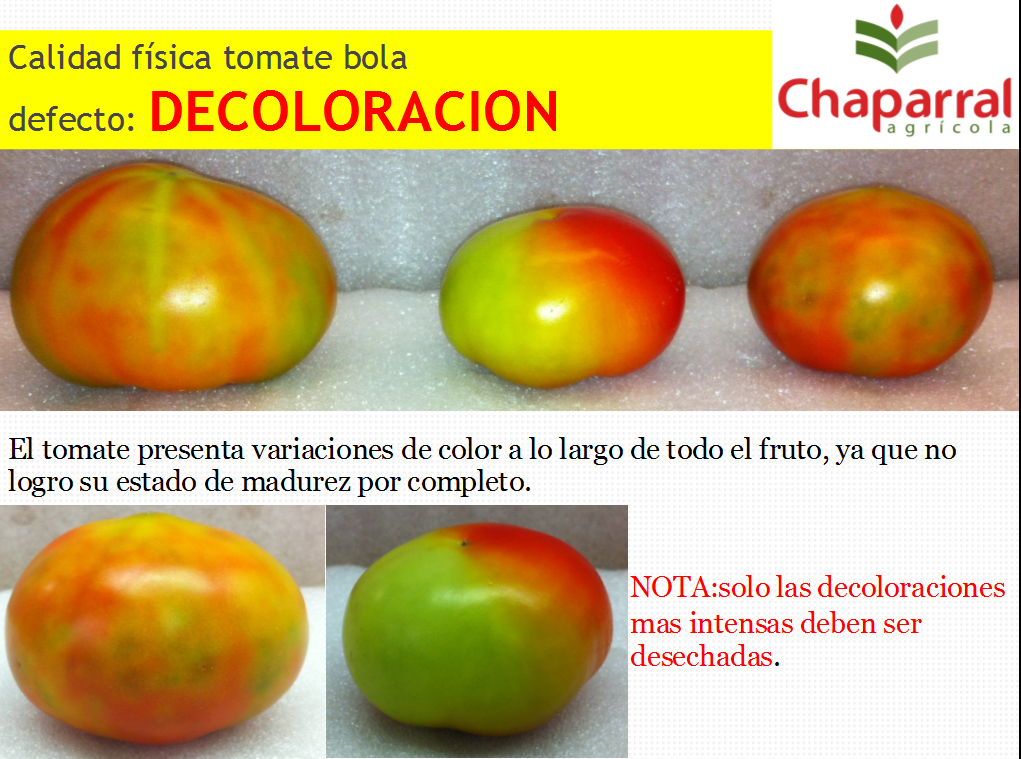 Calidad física tomate bola
defecto: DECOLORACION
Chaparral
agrícola
El tomate presenta variaciones de color a lo largo de todo el fruto, ya que no
logro su estado de madurez por completo.
NOTA:solo las decoloraciones
mas intensas deben ser
desechadas.